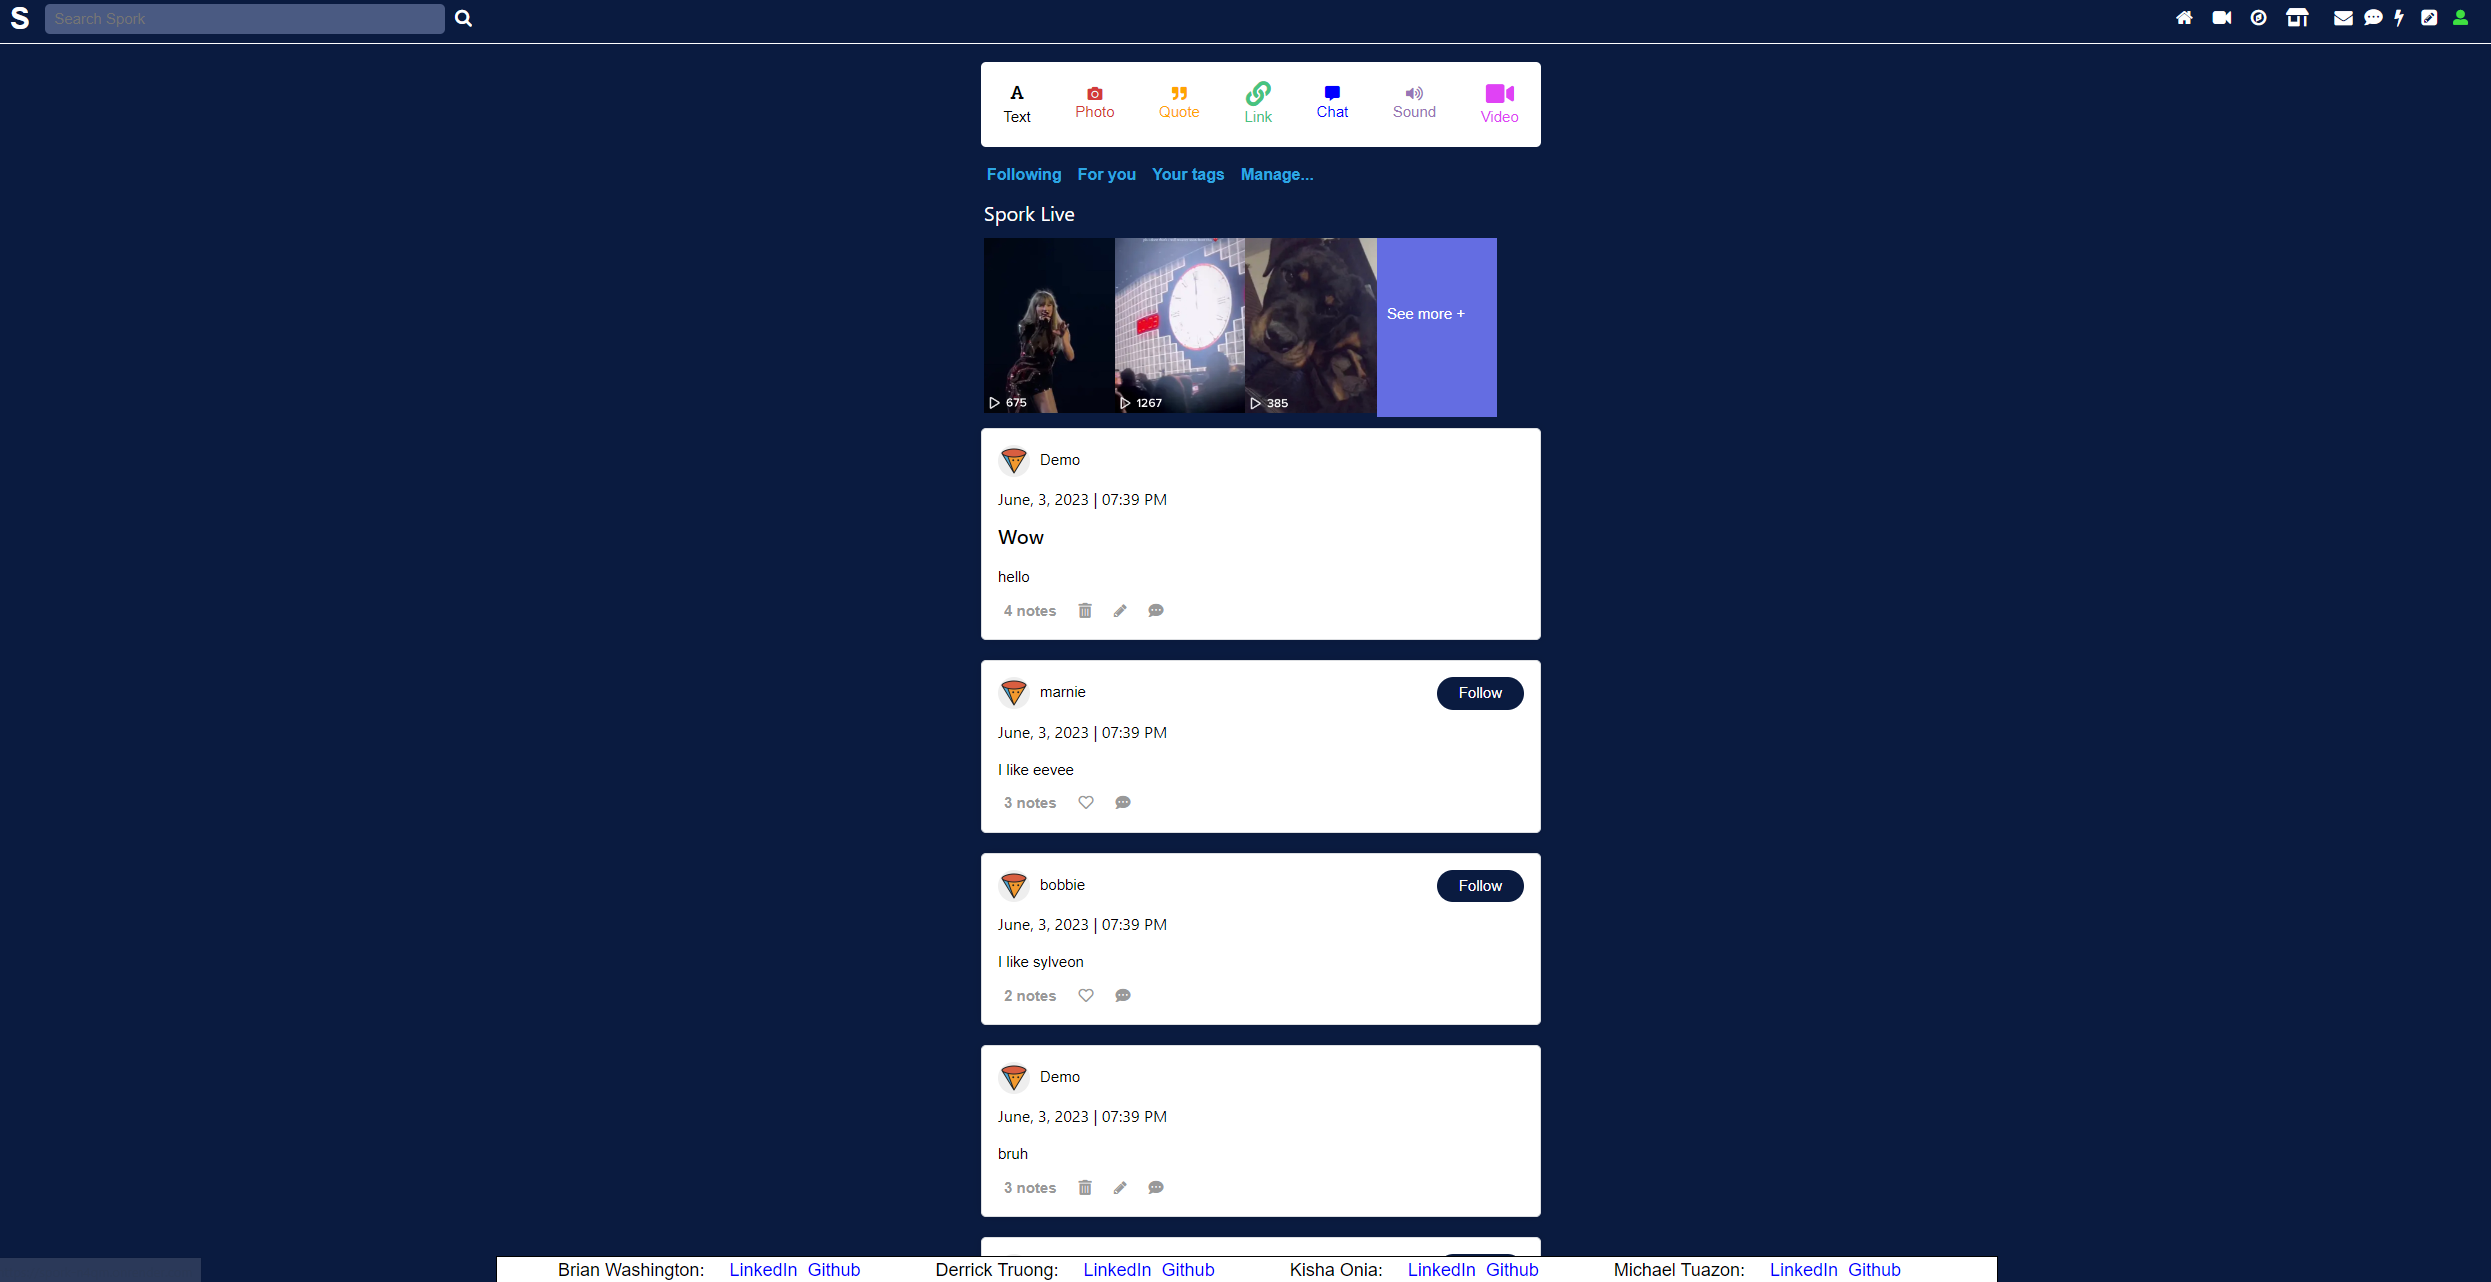 S Search Spork
Text Photo Quote Link Chat Sound Video
Following For you Your tags Manage...
Spork Live
See more +
675 1267 385
Demo
June, 3, 2023 | 07:39 PM
Wow
hello
4 notes
marnie Follow
June, 3, 2023 | 07:39 PM
I like eevee
3 notes
bobbie Follow
June, 3, 2023 | 07:39 PM
I like sylveon
2 notes
Demo
June, 3, 2023 | 07:39 PM
bruh
3 notes
Brian Washington: LinkedIn Github Derrick Truong: LinkedIn Github Kisha Onia: LinkedIn Github Michael Tuazon: LinkedIn Github